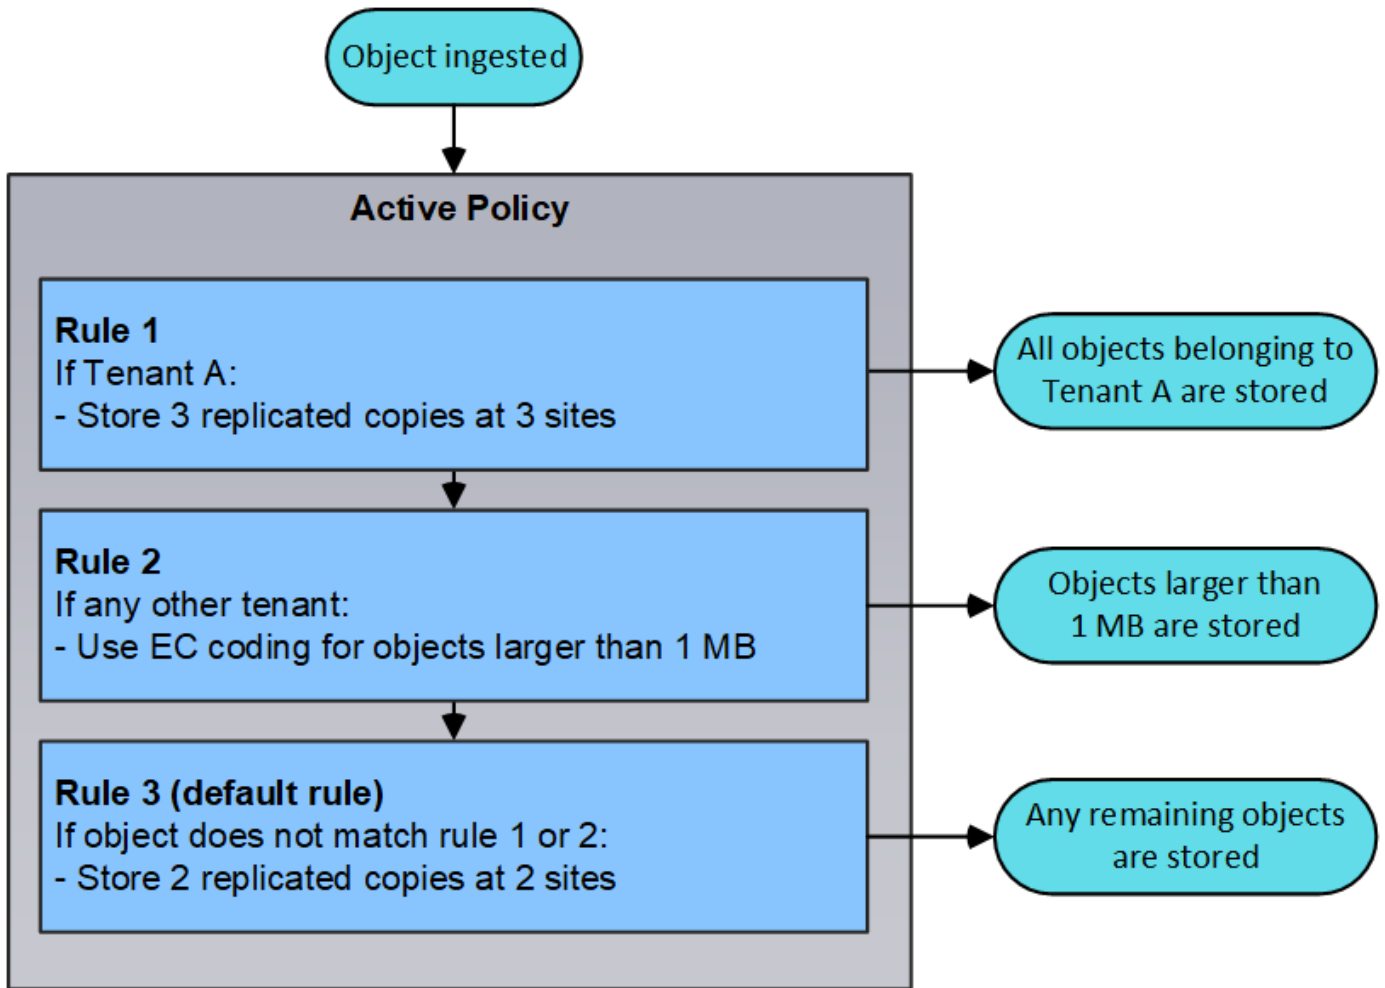 Object ingested
Active Policy
Rule 1
If Tenant A:
- Store 3 replicated copies at 3 sites
All objects belonging to
Tenant A are stored
Rule 2
If any other tenant:
- Use EC coding for objects larger than 1 MB
Objects larger than
1 MB are stored
Rule 3 (default rule)
If object does not match rule 1 or 2:
- Store 2 replicated copies at 2 sites
Any remaining objects
are stored